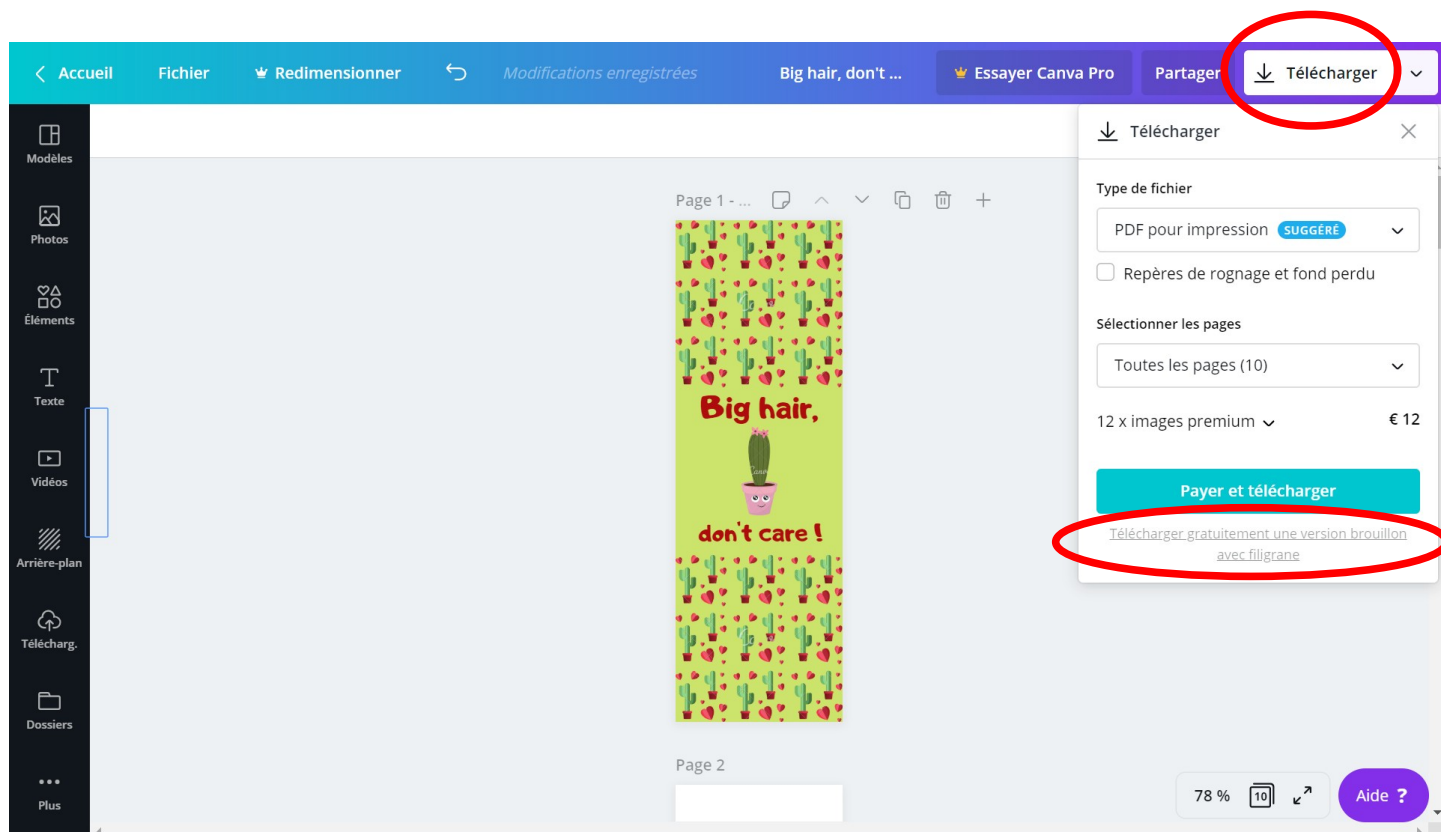 Accueil
Fichier
Redimensionner
Modifications enregistrées
Big hair, don't ...
Essayer Canva Pro
Partager
Télécharger
Modèles
Photos
Éléments
Texte
Vidéos
Arrière-plan
Télécharg.
Dossiers
Plus
Page 1 - ...
Big hair,
don't care !
Page 2
Télécharger
Type de fichier
PDF pour impression SUGGÉRÉ
Repères de rognage et fond perdu
Sélectionner les pages
Toutes les pages (10)
12 x images premium € 12
Payer et télécharger
Télécharger gratuitement une version brouillon
avec filigrane
78 % 10
Aide ?